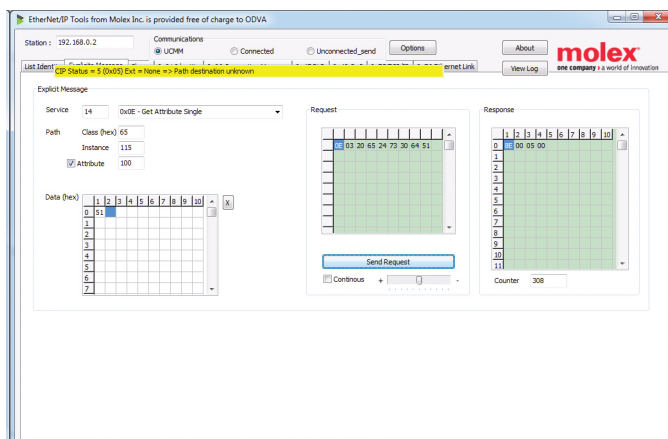 EtherNet/IP Tools from Molex Inc. is provided free of charge to ODVA
Station : 192.168.0.2
Communications
UCMM
Connected
Unconnected_send
Options
About
View Log
molex
one company › a world of innovation
List Identi
ernet Link
CIP Status = 5 (0x05) Ext = None => Path destination unknown
Explicit Message
Service 14 0x0E - Get Attribute Single
Path Class (hex) 65
Instance 115
Attribute 100
Data (hex)
1 2 3 4 5 6 7 8 9 10
X
0 51
1
2
3
4
5
6
7
Request
0E 03 20 65 24 73 30 64 51
Send Request
Continous + -
Response
1 2 3 4 5 6 7 8 9 10
0 8E 00 05 00
1
2
3
4
5
6
7
8
9
10
11
Counter 308